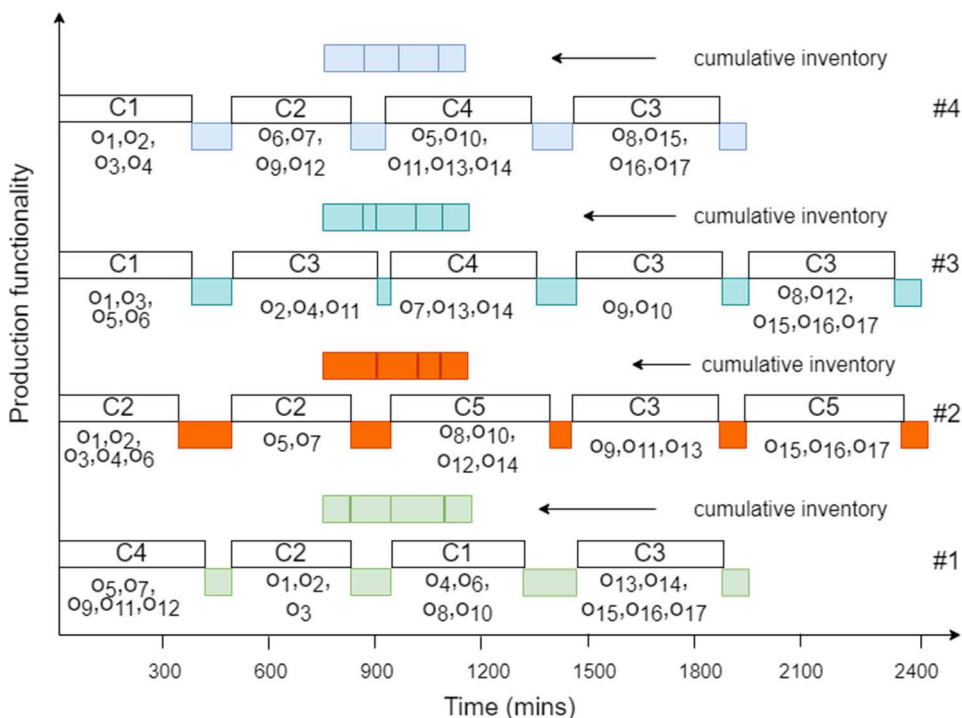 cumulative inventory
C1 C2 C4 C3 #4
o1,o2, o6,o7, o5,o10, o8,o15,
o3,o4 o9,o12 o11,o13,o14 o16,o17
cumulative inventory
C1 C3 C4 C3 C3 #3
o1,o3, o2,o4,o11 o7,o13,o14 o9,o10 o8,o12,
o5,o6 o15,o16,o17
cumulative inventory
C2 C2 C5 C3 C5 #2
o1,o2, o5,o7 o8,o10, o9,o11,o13 o15,o16,o17
o3,o4,o6 o12,o14
cumulative inventory
C4 C2 C1 C3 #1
o5,o7, o1,o2, o4,o6, o13,o14,
o9,o11,o12 o3 o8,o10 o15,o16,o17
Production functionality
300 600 900 1200 1500 1800 2100 2400
Time (mins)